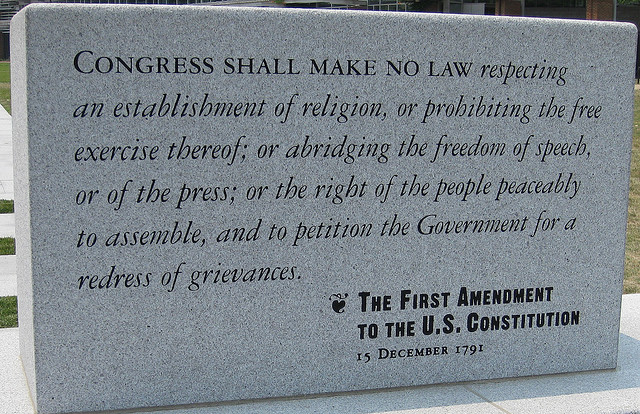 CONGRESS SHALL MAKE NO LAW respecting
an establishment of religion, or prohibiting the free
exercise thereof; or abridging the freedom of speech,
or of the press; or the right of the people peaceably
to assemble, and to petition the Government for a
redress of grievances.
THE FIRST AMENDMENT
TO THE U.S. CONSTITUTION
15 DECEMBER 1791